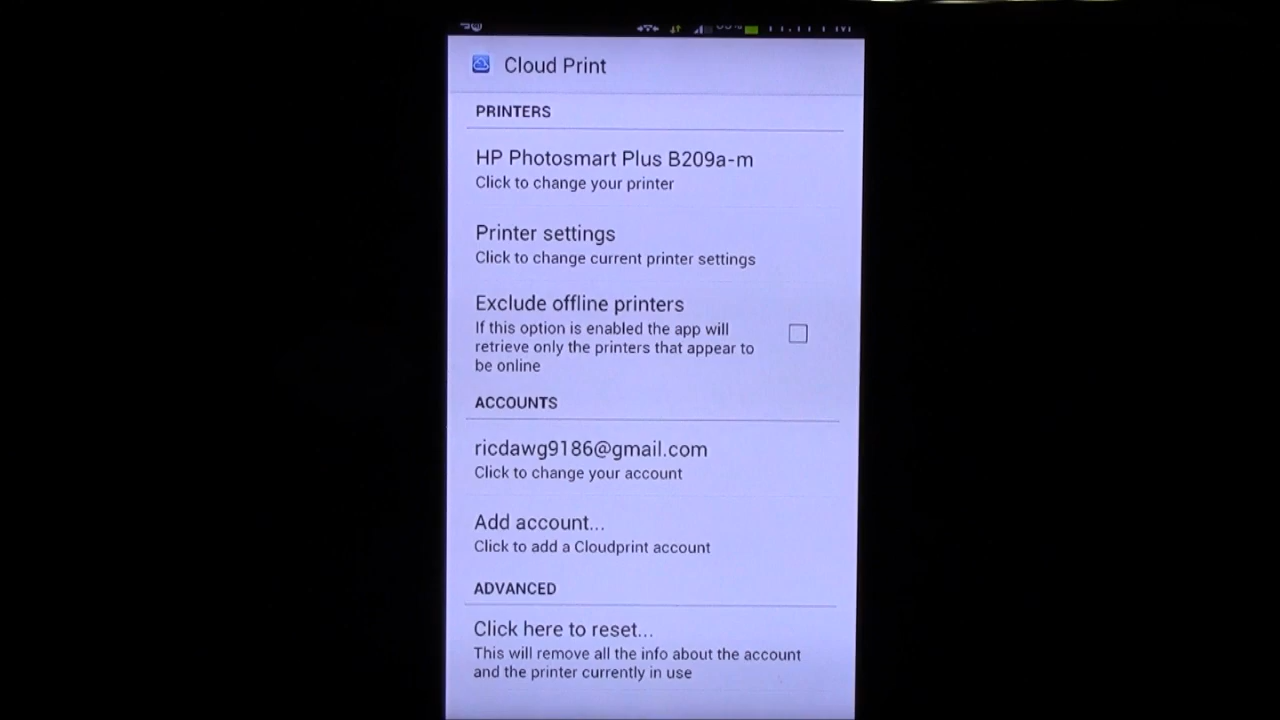 Cloud Print
PRINTERS
HP Photosmart Plus B209a-m
Click to change your printer
Printer settings
Click to change current printer settings
Exclude offline printers
If this option is enabled the app will
retrieve only the printers that appear to
be online
ACCOUNTS
ricdawg9186@gmail.com
Click to change your account
Add account...
Click to add a Cloudprint account
ADVANCED
Click here to reset...
This will remove all the info about the account
and the printer currently in use